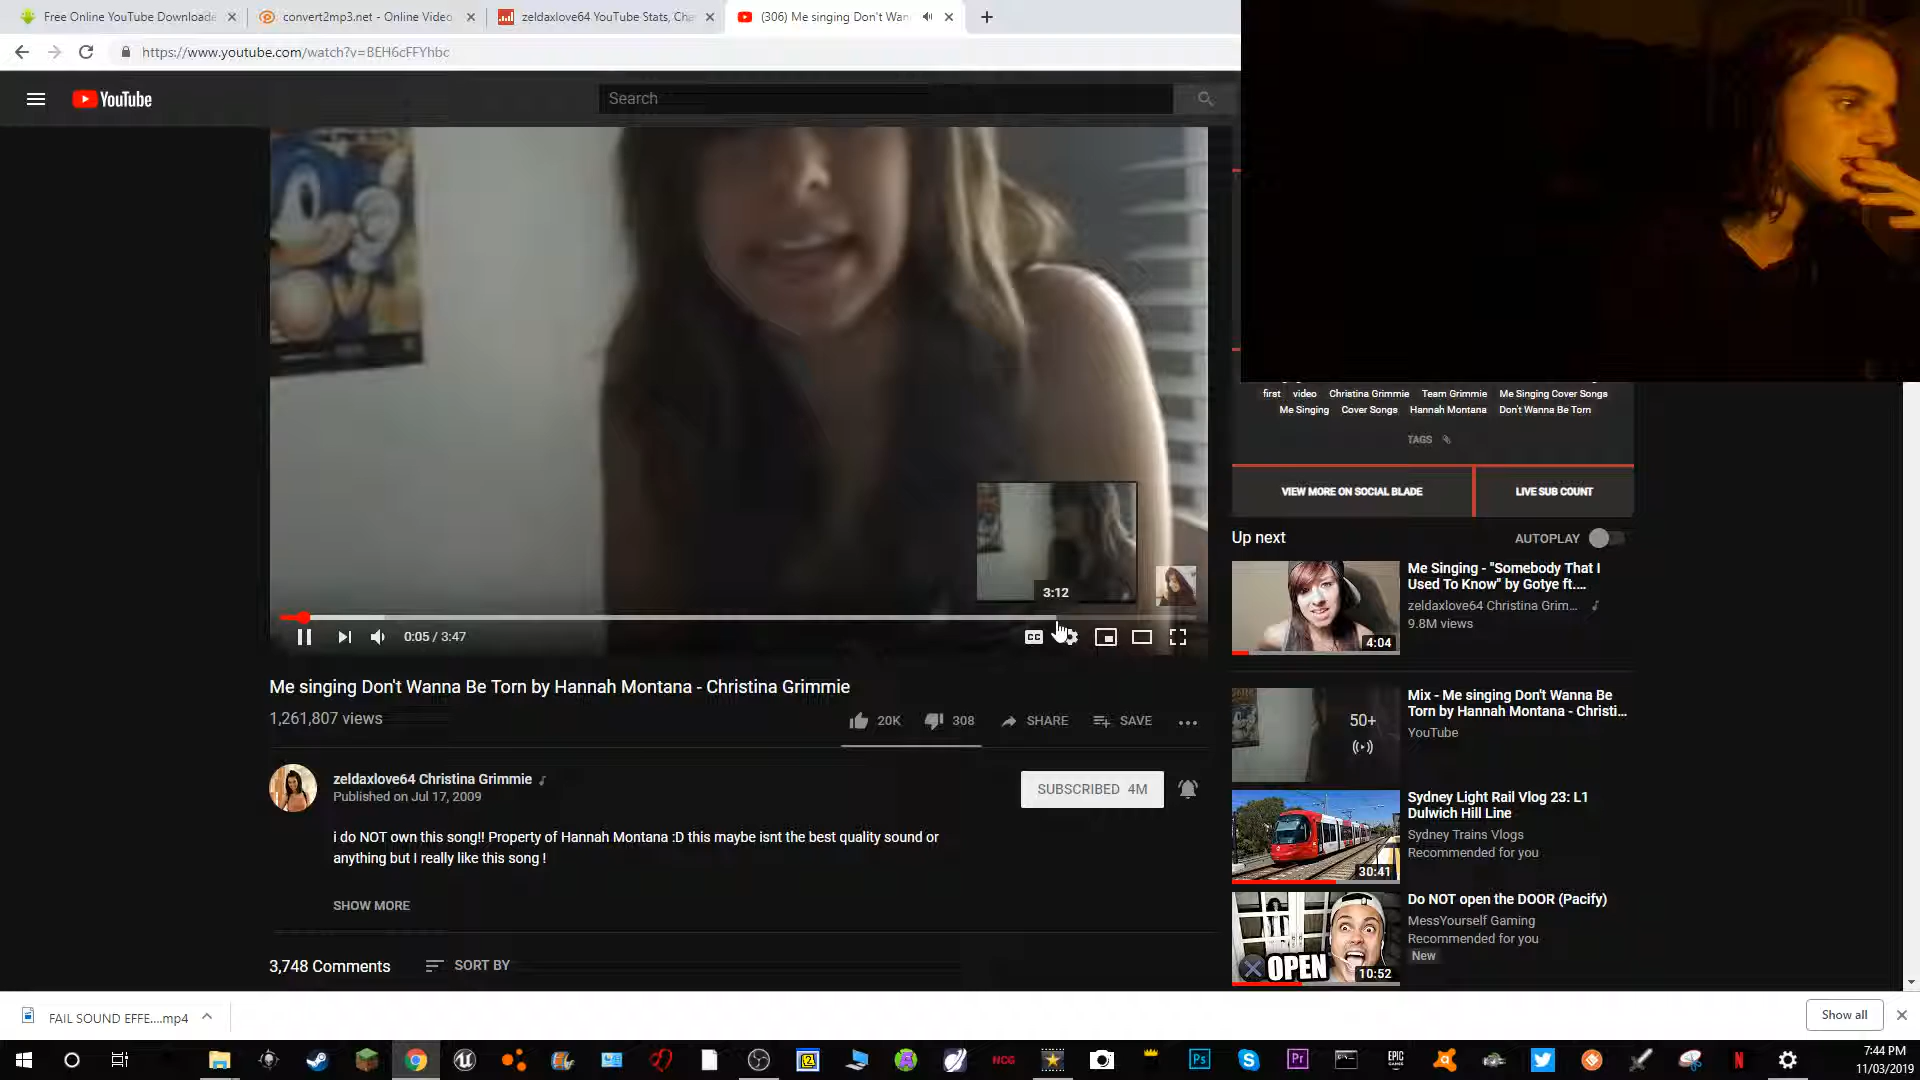 Free Online YouTube Downloade
convert2mp3.net - Online Video
zeldaxlove64 YouTube Stats, Cha
(306) Me singing Don't Wan
https://www.youtube.com/watch?v=BEH6cFFYhbc
YouTube
Search
first video Christina Grimmie Team Grimmie Me Singing Cover Songs
Me Singing Cover Songs Hannah Montana Don't Wanna Be Torn
TAGS
VIEW MORE ON SOCIAL BLADE
LIVE SUB COUNT
3:12
0:05 / 3:47
CC
Me singing Don't Wanna Be Torn by Hannah Montana - Christina Grimmie
1,261,807 views
20K
308
SHARE
SAVE
zeldaxlove64 Christina Grimmie
Published on Jul 17, 2009
SUBSCRIBED 4M
i do NOT own this song!! Property of Hannah Montana :D this maybe isnt the best quality sound or
anything but I really like this song !
SHOW MORE
3,748 Comments
SORT BY
Up next
AUTOPLAY
Me Singing - "Somebody That I
Used To Know" by Gotye ft....
zeldaxlove64 Christina Grim...
9.8M views
4:04
Mix - Me singing Don't Wanna Be
Torn by Hannah Montana - Christi...
YouTube
50+
Sydney Light Rail Vlog 23: L1
Dulwich Hill Line
Sydney Trains Vlogs
Recommended for you
30:41
Do NOT open the DOOR (Pacify)
MessYourself Gaming
Recommended for you
New
OPEN
10:52
FAIL SOUND EFFE....mp4
Show all
NCG
Ps
Pr
EPIC
GAMES
7:44 PM
11/03/2019